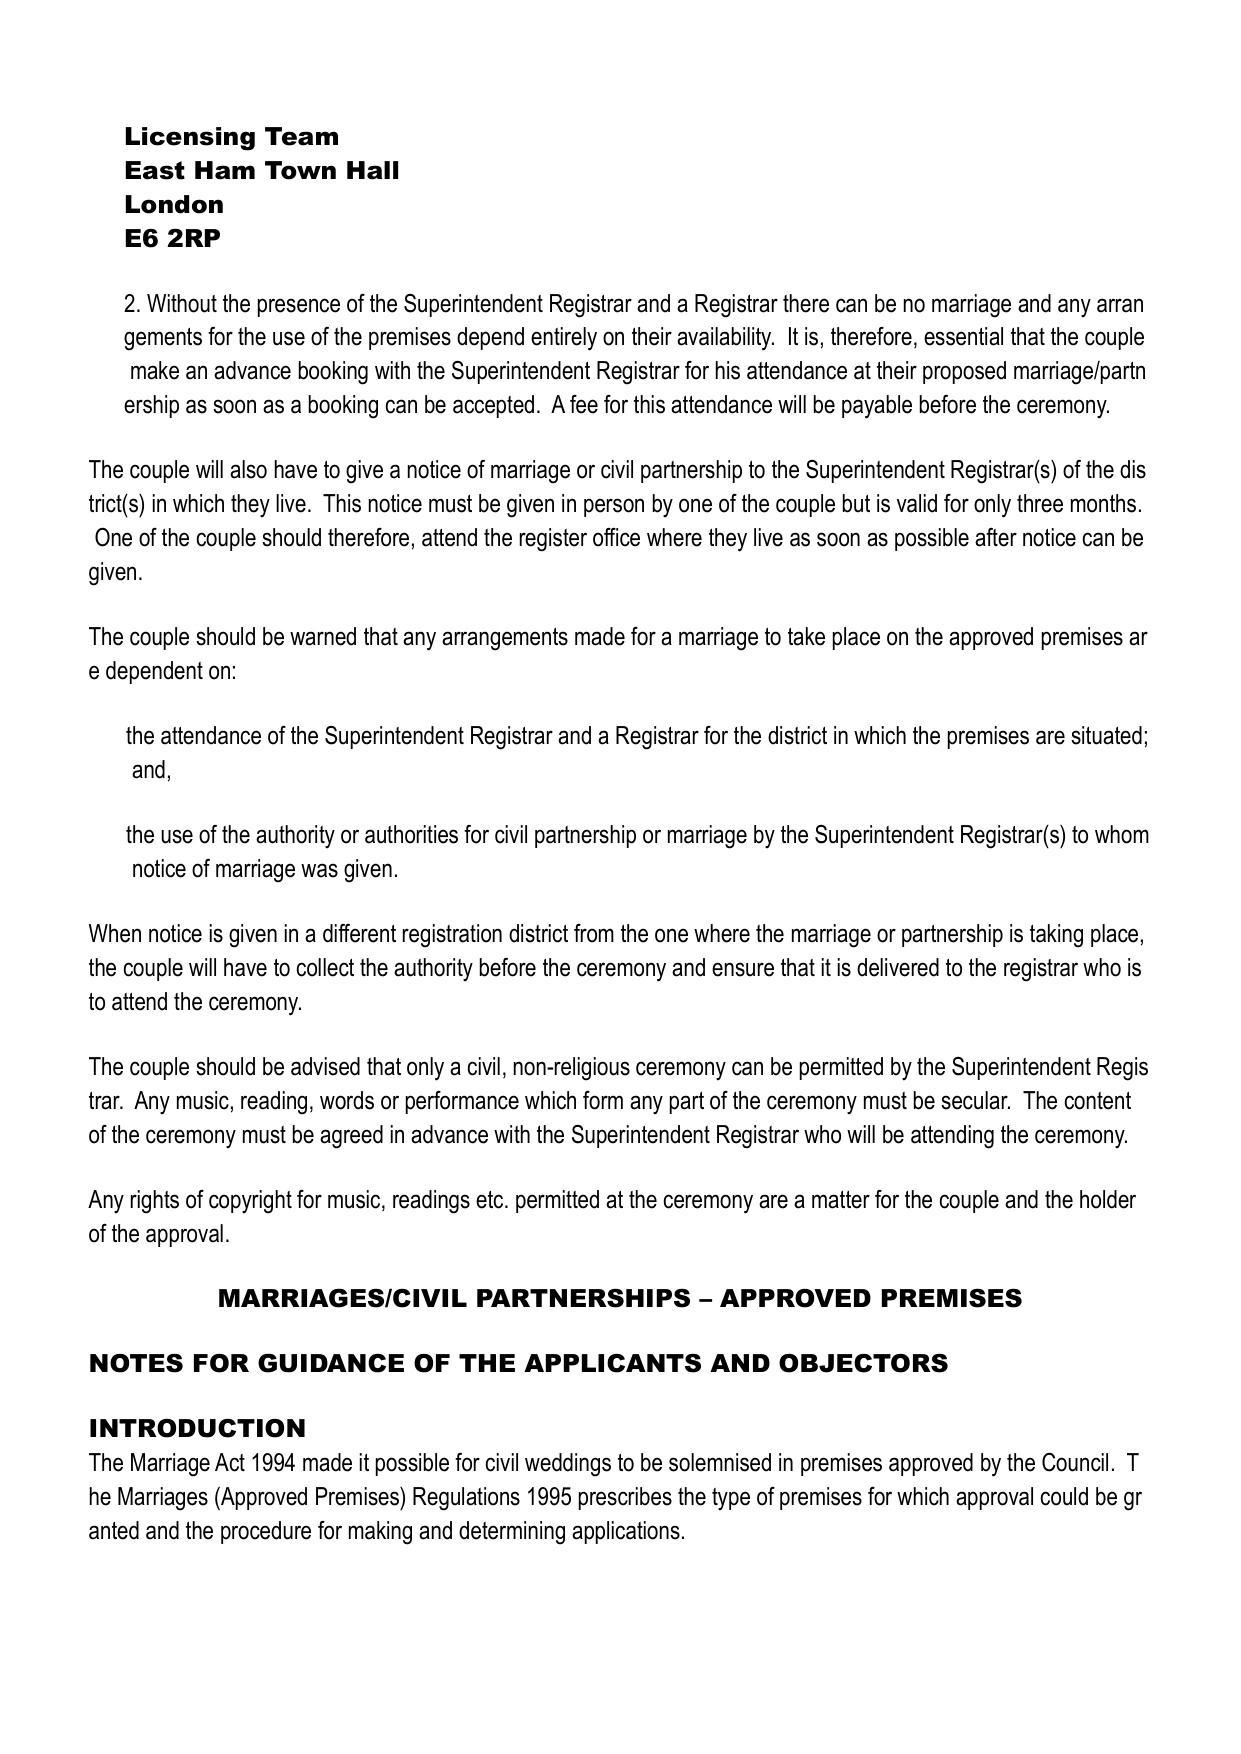 Licensing Team
East Ham Town Hall
London
E6 2RP
2. Without the presence of the Superintendent Registrar and a Registrar there can be no marriage and any arran
gements for the use of the premises depend entirely on their availability.  It is, therefore, essential that the couple
make an advance booking with the Superintendent Registrar for his attendance at their proposed marriage/partn
ership as soon as a booking can be accepted.  A fee for this attendance will be payable before the ceremony.
The couple will also have to give a notice of marriage or civil partnership to the Superintendent Registrar(s) of the dis
trict(s) in which they live.  This notice must be given in person by one of the couple but is valid for only three months.
One of the couple should therefore, attend the register office where they live as soon as possible after notice can be
given.
The couple should be warned that any arrangements made for a marriage to take place on the approved premises ar
e dependent on:
the attendance of the Superintendent Registrar and a Registrar for the district in which the premises are situated;
and,
the use of the authority or authorities for civil partnership or marriage by the Superintendent Registrar(s) to whom
notice of marriage was given.
When notice is given in a different registration district from the one where the marriage or partnership is taking place,
the couple will have to collect the authority before the ceremony and ensure that it is delivered to the registrar who is
to attend the ceremony.
The couple should be advised that only a civil, non-religious ceremony can be permitted by the Superintendent Regis
trar.  Any music, reading, words or performance which form any part of the ceremony must be secular.  The content
of the ceremony must be agreed in advance with the Superintendent Registrar who will be attending the ceremony.
Any rights of copyright for music, readings etc. permitted at the ceremony are a matter for the couple and the holder
of the approval.
MARRIAGES/CIVIL PARTNERSHIPS – APPROVED PREMISES
NOTES FOR GUIDANCE OF THE APPLICANTS AND OBJECTORS
INTRODUCTION
The Marriage Act 1994 made it possible for civil weddings to be solemnised in premises approved by the Council.  T
he Marriages (Approved Premises) Regulations 1995 prescribes the type of premises for which approval could be gr
anted and the procedure for making and determining applications.